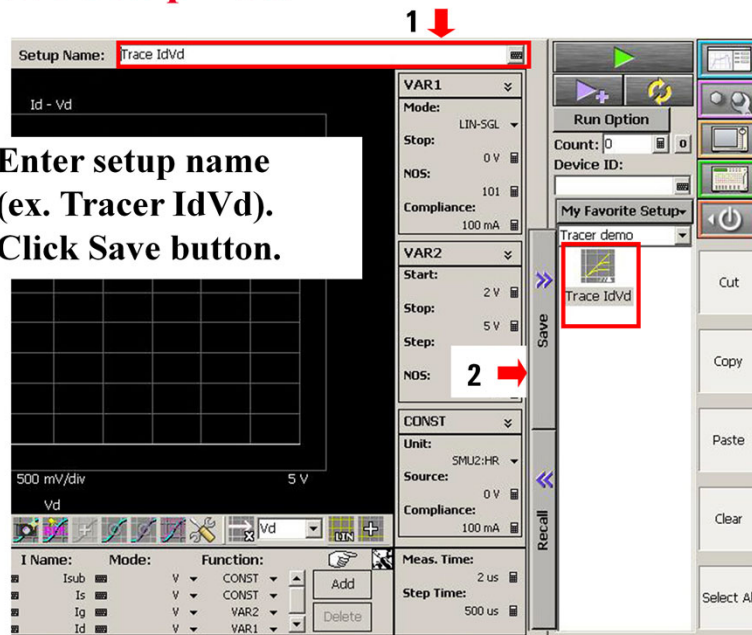 1
Setup Name: Trace IdVd
Id - Vd
Enter setup name
(ex. Tracer IdVd).
Click Save button.
500 mV/div 5 V
Vd
Vd
LIN
I Name: Mode: Function:
Isub V CONST
Is V CONST
Ig V VAR2
Id V VAR1
Add
Delete
VAR1
Mode:
LIN-SGL
Stop:
0 V
NOS:
101
Compliance:
100 mA
VAR2
Start:
2 V
Stop:
5 V
Step:
NOS:
2
CONST
Unit:
SMU2:HR
Source:
0 V
Compliance:
100 mA
Meas. Time:
2 us
Step Time:
500 us
Save
Recall
Run Option
Count: 0 0
Device ID:
My Favorite Setup
Tracer demo
Trace IdVd
Cut
Copy
Paste
Clear